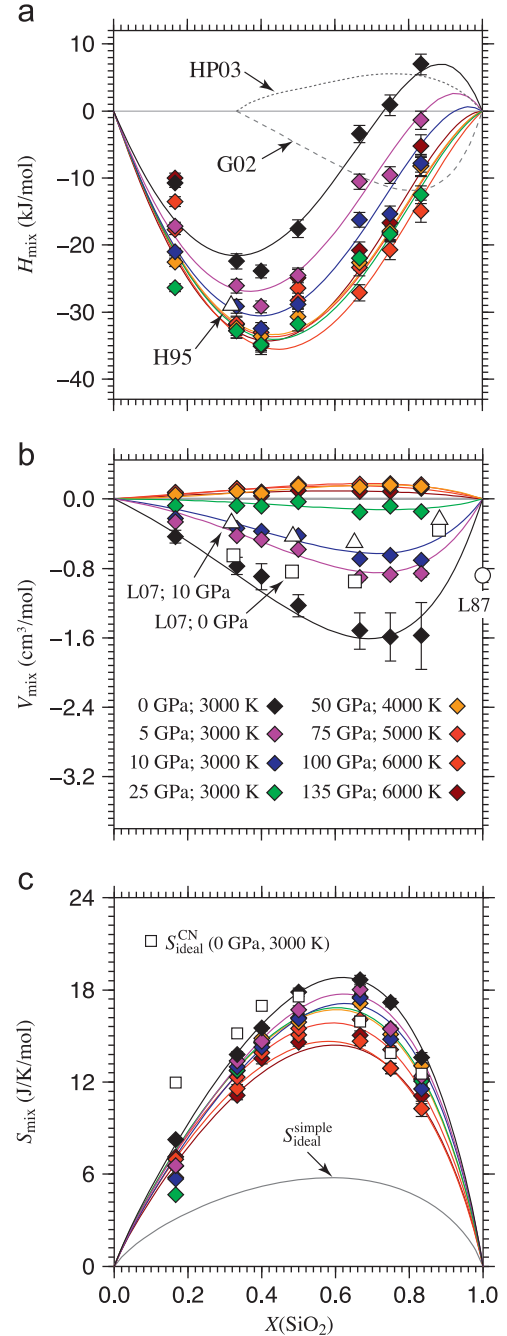 a
10
0
−10
−20
−30
−40
H_mix (kJ/mol)
HP03
G02
H95
b
0.0
−0.8
−1.6
−2.4
−3.2
V_mix (cm³/mol)
L07; 10 GPa
L07; 0 GPa
L87
0 GPa; 3000 K
5 GPa; 3000 K
10 GPa; 3000 K
25 GPa; 3000 K
50 GPa; 4000 K
75 GPa; 5000 K
100 GPa; 6000 K
135 GPa; 6000 K
c
24
18
12
6
0
S_mix (J/K/mol)
S_ideal^CN (0 GPa, 3000 K)
S_ideal^simple
0.0 0.2 0.4 0.6 0.8 1.0
X(SiO₂)